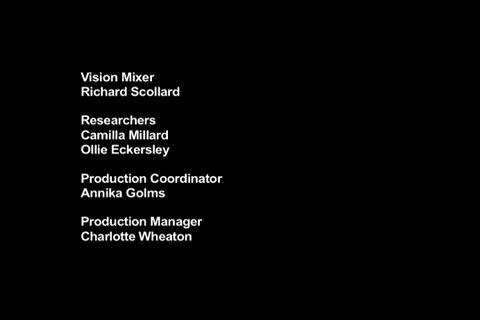 Vision Mixer
Richard Scollard
Researchers
Camilla Millard
Ollie Eckersley
Production Coordinator
Annika Golms
Production Manager
Charlotte Wheaton